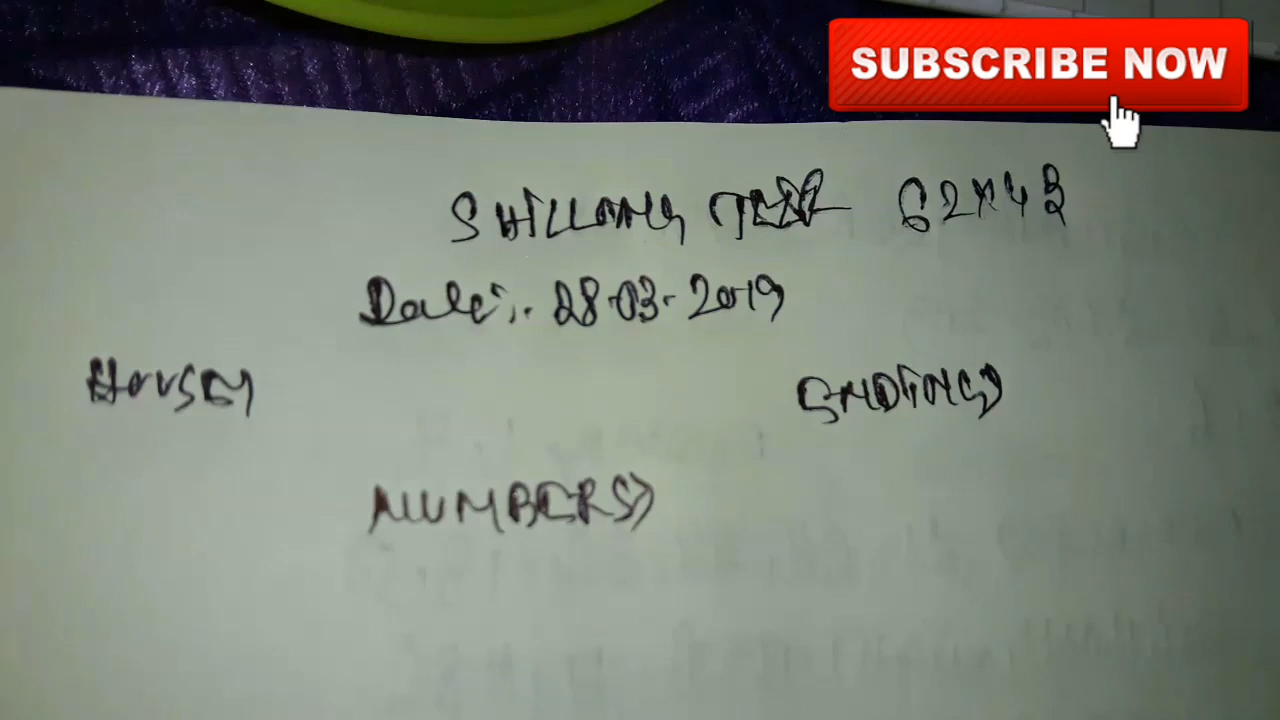 SUBSCRIBE NOW
SHILLONG TEER
Date:. 28.03.2019
HOUSE ENDING
NUMBERS